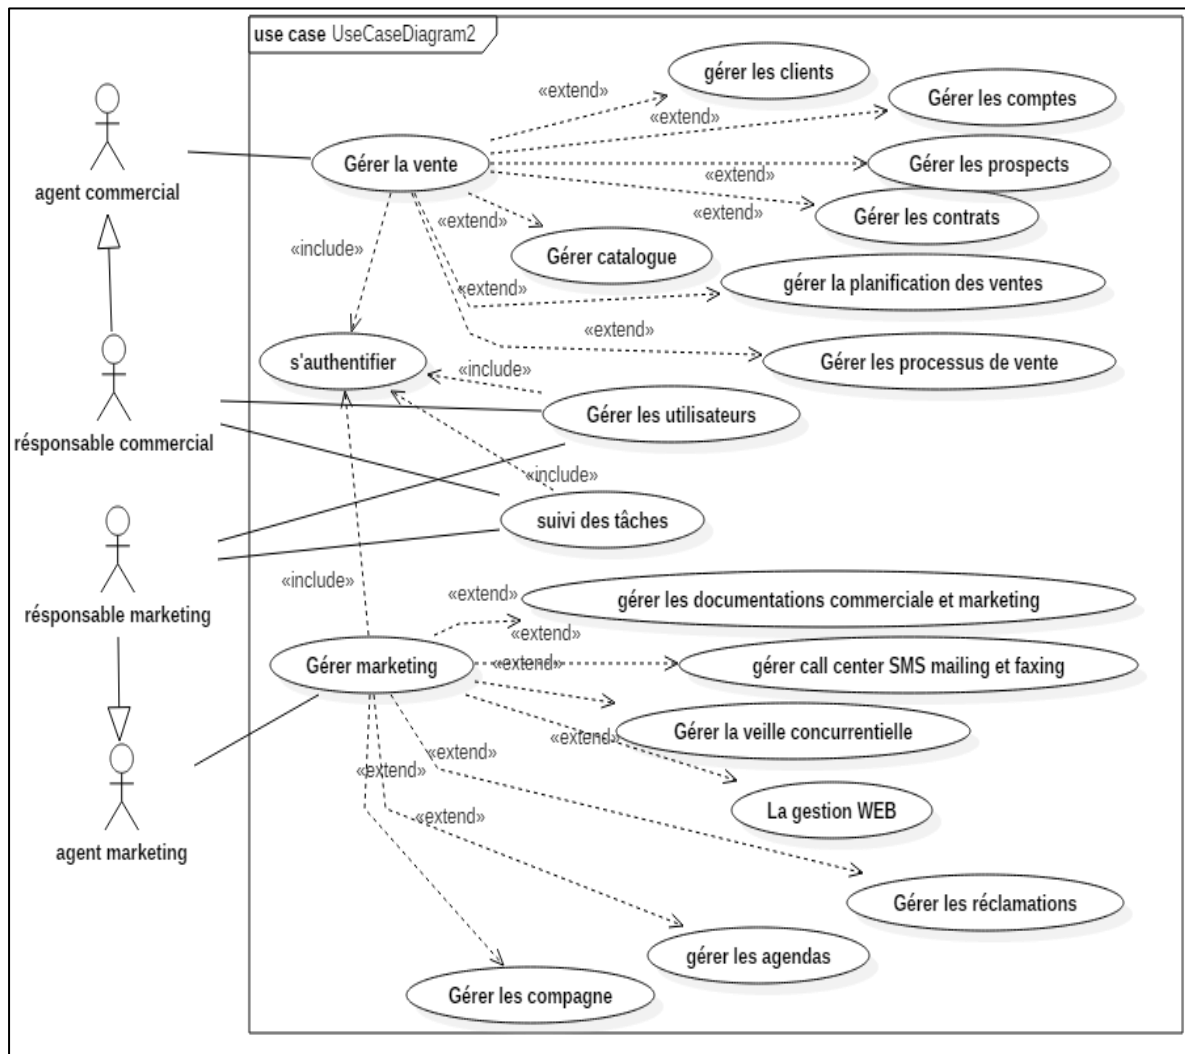 use case UseCaseDiagram2
gérer les clients
«extend»
Gérer les comptes
«extend»
Gérer la vente
Gérer les prospects
«extend»
agent commercial
«extend»
Gérer les contrats
«extend»
«include»
Gérer catalogue
gérer la planification des ventes
«extend»
«extend»
s'authentifier
Gérer les processus de vente
«include»
Gérer les utilisateurs
résponsable commercial
«include»
suivi des tâches
«include»
«extend»
gérer les documentations commerciale et marketing
résponsable marketing
«extend»
Gérer marketing
«extend»
gérer call center SMS mailing et faxing
Gérer la veille concurrentielle
«extend»
«extend»
«extend»
La gestion WEB
«extend»
agent marketing
Gérer les réclamations
gérer les agendas
Gérer les compagne